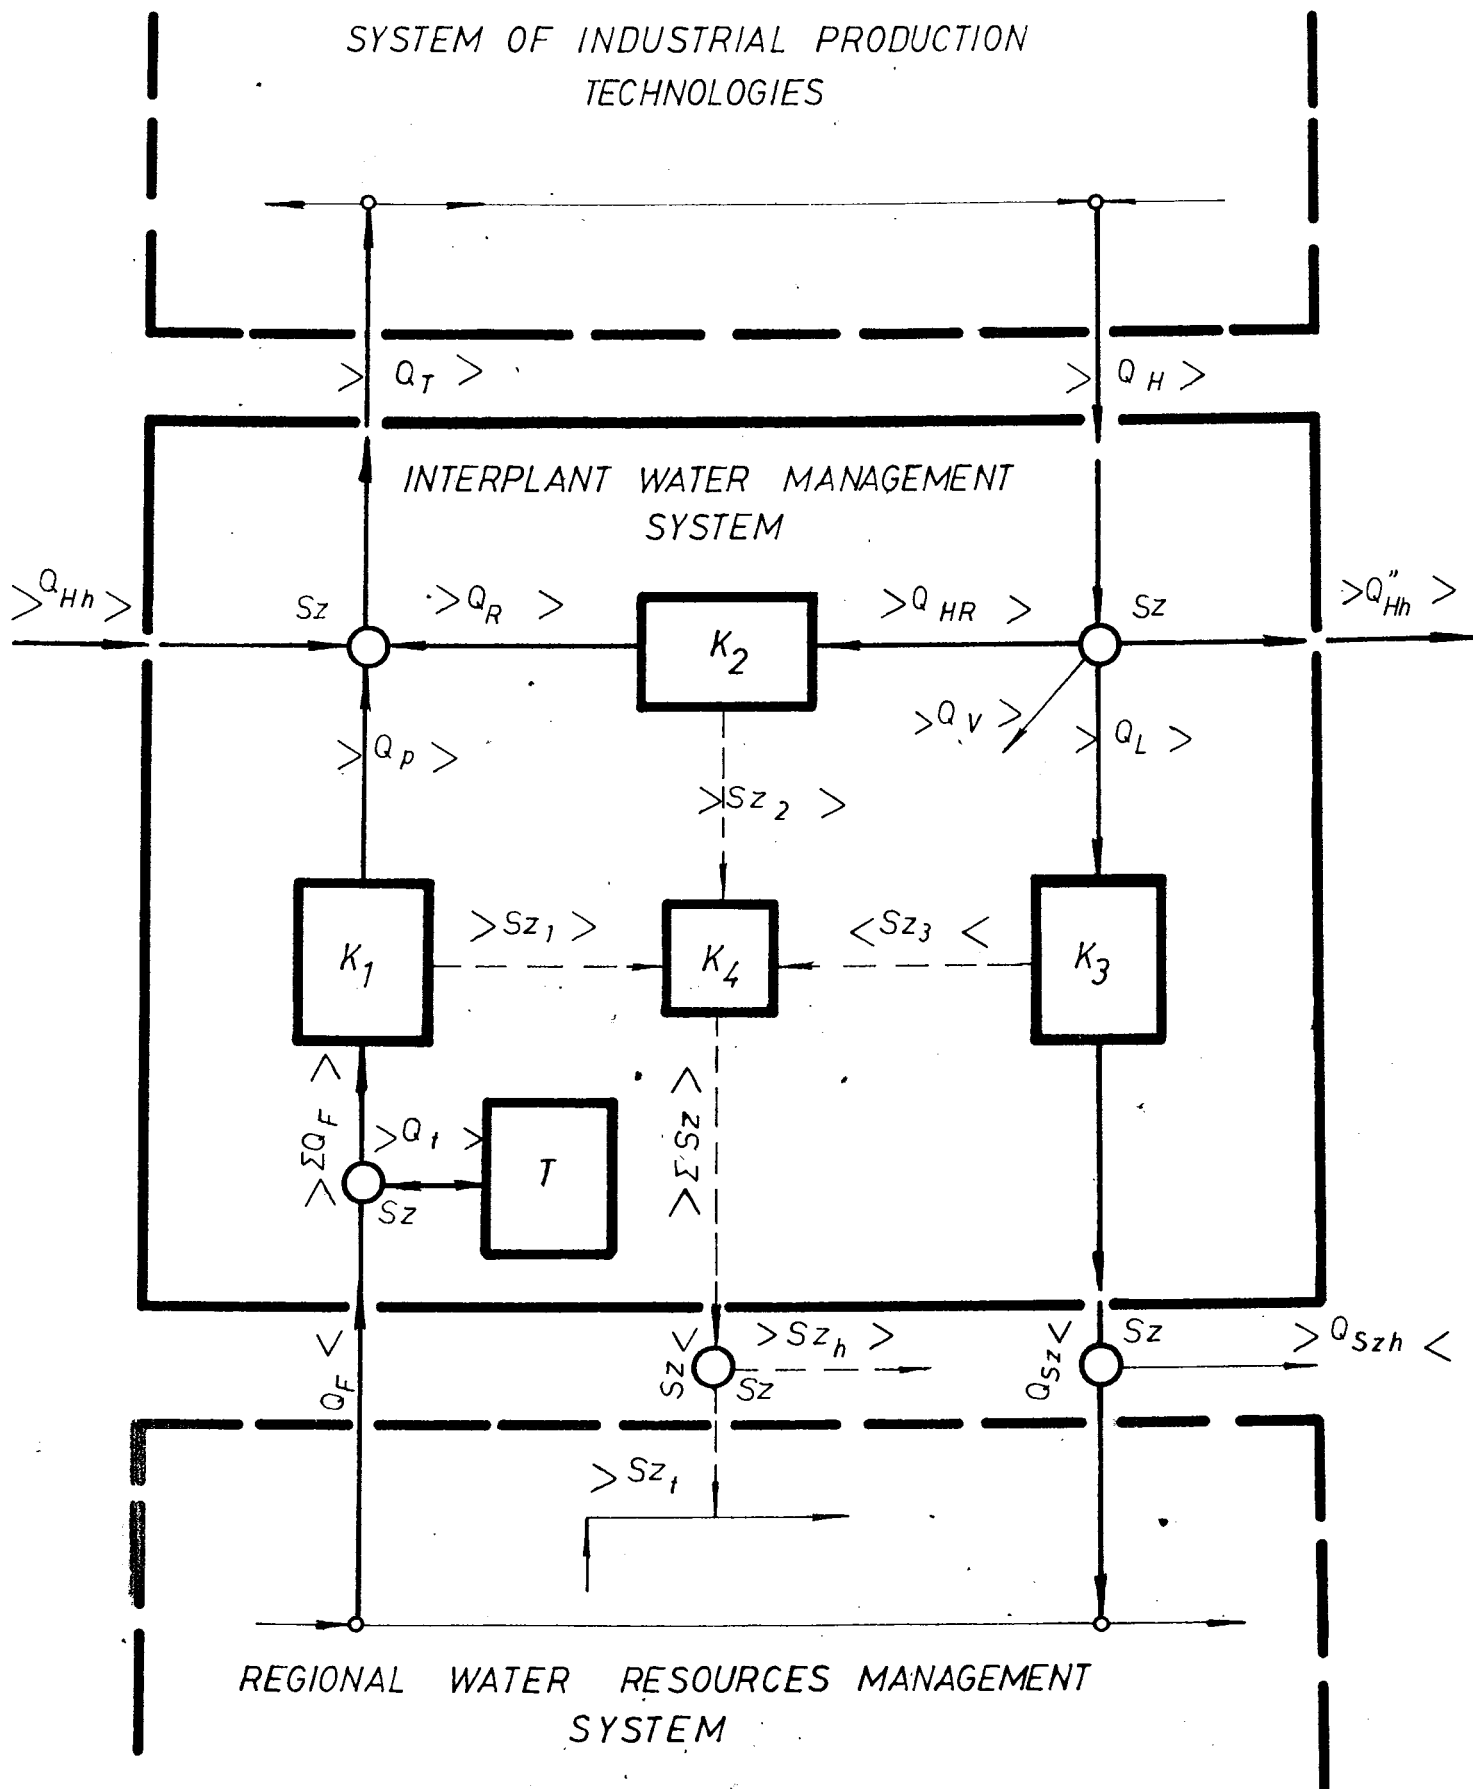 SYSTEM OF INDUSTRIAL PRODUCTION
TECHNOLOGIES
> Q_T >
> Q_H >
INTERPLANT WATER MANAGEMENT
SYSTEM
>Q_Hh>
Sz
>Q_R >
K_2
>Q_HR >
Sz
>Q"_Hh >
>Q_p >
>Q_V >
>Q_L >
>Sz_2 >
K_1
>Sz_1 >
K_4
<Sz_3 <
K_3
>ΣQ_F >
>Q_t >
T
Sz
>ΣSz >
Q_F <
Sz <
>Sz_h >
Sz
Q_Sz <
Sz
>Q_Szh <
>Sz_t
REGIONAL WATER RESOURCES MANAGEMENT
SYSTEM